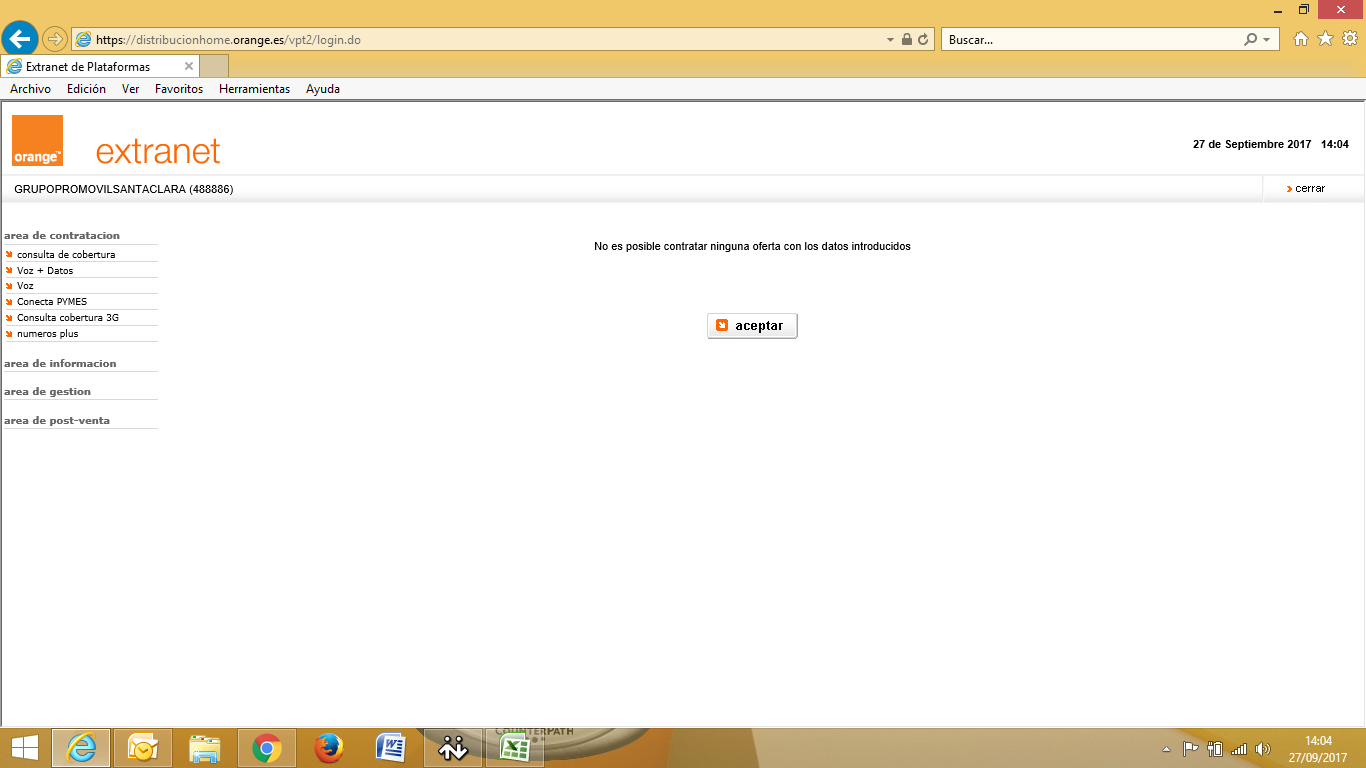 https://distribucionhome.orange.es/vpt2/login.do
Buscar...
Extranet de Plataformas
Archivo Edición Ver Favoritos Herramientas Ayuda
orange™
extranet
27 de Septiembre 2017 14:04
GRUPOPROMOVILSANTACLARA (488886)
cerrar
area de contratacion
consulta de cobertura
Voz + Datos
Voz
Conecta PYMES
Consulta cobertura 3G
numeros plus
area de informacion
area de gestion
area de post-venta
No es posible contratar ninguna oferta con los datos introducidos
aceptar
COUNTERPATH
14:04
27/09/2017